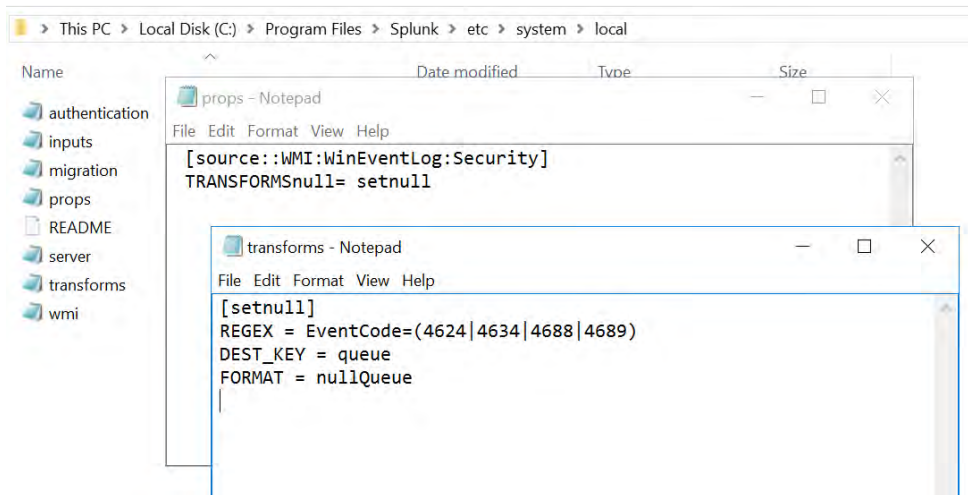 This PC > Local Disk (C:) > Program Files > Splunk > etc > system > local
Name Date modified Type Size
authentication
inputs
migration
props
README
server
transforms
wmi
props - Notepad
File Edit Format View Help
[source::WMI:WinEventLog:Security]
TRANSFORMSnull= setnull
transforms - Notepad
File Edit Format View Help
[setnull]
REGEX = EventCode=(4624|4634|4688|4689)
DEST_KEY = queue
FORMAT = nullQueue